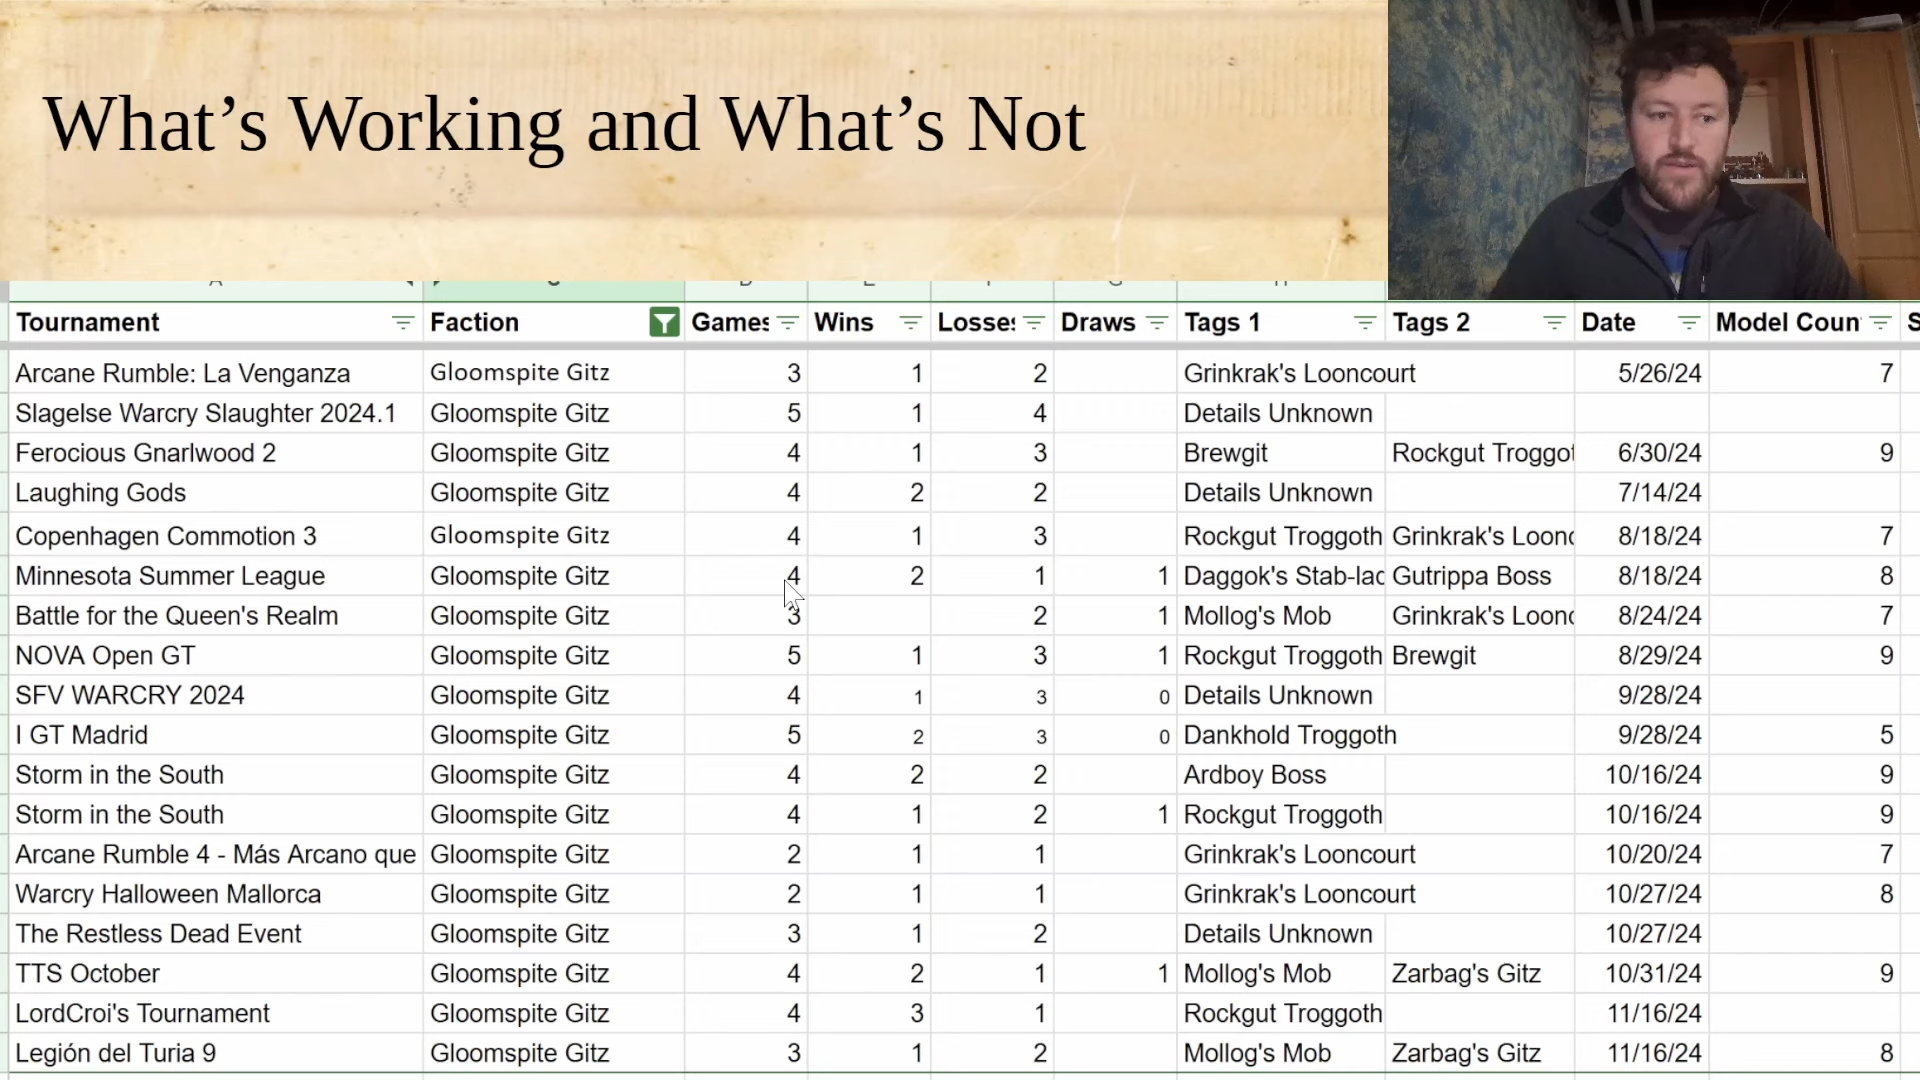 What's Working and What's Not
Tournament Faction Games Wins Losses Draws Tags 1 Tags 2 Date Model Coun
Arcane Rumble: La Venganza Gloomspite Gitz 3 1 2 Grinkrak's Looncourt 5/26/24 7
Slagelse Warcry Slaughter 2024.1 Gloomspite Gitz 5 1 4 Details Unknown
Ferocious Gnarlwood 2 Gloomspite Gitz 4 1 3 Brewgit Rockgut Troggot 6/30/24 9
Laughing Gods Gloomspite Gitz 4 2 2 Details Unknown 7/14/24
Copenhagen Commotion 3 Gloomspite Gitz 4 1 3 Rockgut Troggoth Grinkrak's Loonc 8/18/24 7
Minnesota Summer League Gloomspite Gitz 4 2 1 1 Daggok's Stab-lad Gutrippa Boss 8/18/24 8
Battle for the Queen's Realm Gloomspite Gitz 3 2 1 Mollog's Mob Grinkrak's Loonc 8/24/24 7
NOVA Open GT Gloomspite Gitz 5 1 3 1 Rockgut Troggoth Brewgit 8/29/24 9
SFV WARCRY 2024 Gloomspite Gitz 4 1 3 0 Details Unknown 9/28/24
I GT Madrid Gloomspite Gitz 5 2 3 0 Dankhold Troggoth 9/28/24 5
Storm in the South Gloomspite Gitz 4 2 2 Ardboy Boss 10/16/24 9
Storm in the South Gloomspite Gitz 4 1 2 1 Rockgut Troggoth 10/16/24 9
Arcane Rumble 4 - Más Arcano que Gloomspite Gitz 2 1 1 Grinkrak's Looncourt 10/20/24 7
Warcry Halloween Mallorca Gloomspite Gitz 2 1 1 Grinkrak's Looncourt 10/27/24 8
The Restless Dead Event Gloomspite Gitz 3 1 2 Details Unknown 10/27/24
TTS October Gloomspite Gitz 4 2 1 1 Mollog's Mob Zarbag's Gitz 10/31/24 9
LordCroi's Tournament Gloomspite Gitz 4 3 1 Rockgut Troggoth 11/16/24
Legión del Turia 9 Gloomspite Gitz 3 1 2 Mollog's Mob Zarbag's Gitz 11/16/24 8